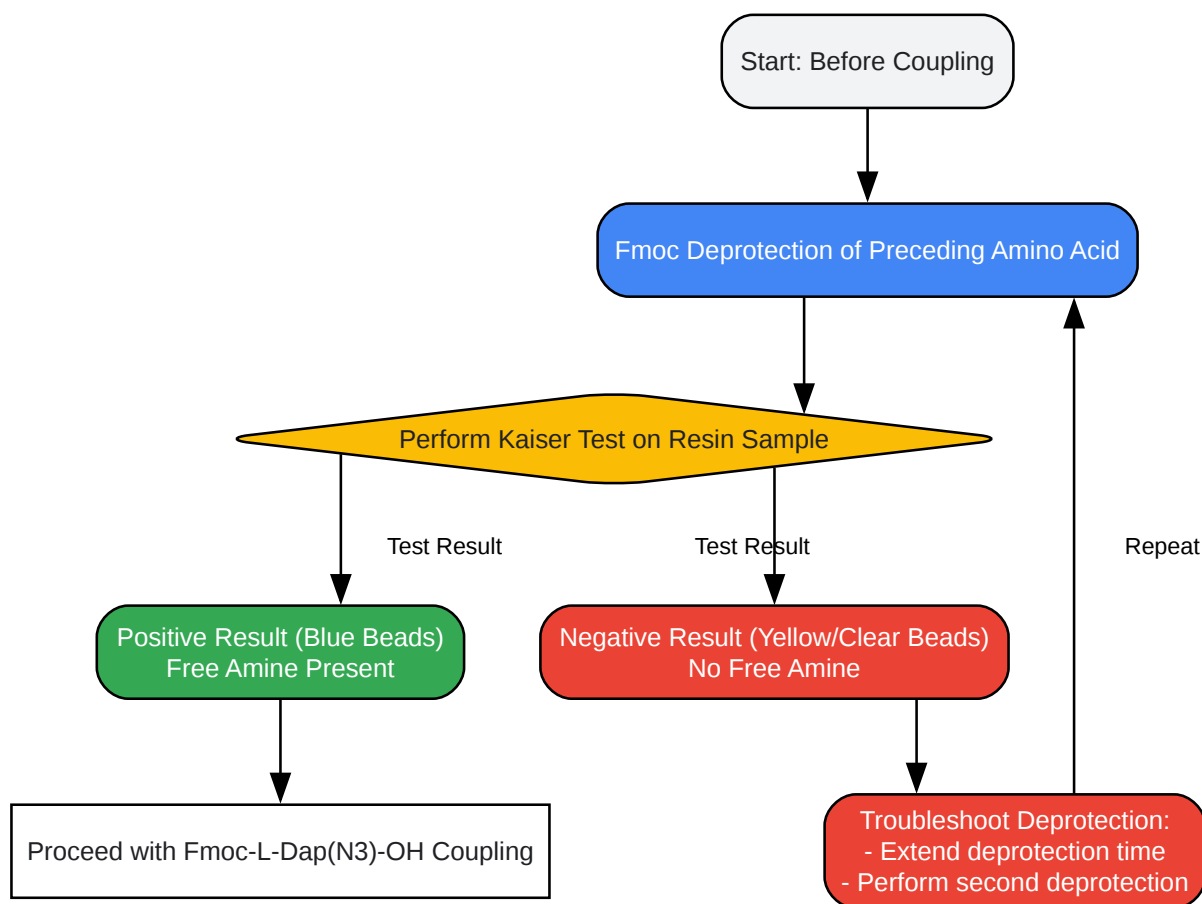 Start: Before Coupling
Fmoc Deprotection of Preceding Amino Acid
Perform Kaiser Test on Resin Sample
Test Result
Test Result
Repeat
Positive Result (Blue Beads)
Free Amine Present
Negative Result (Yellow/Clear Beads)
No Free Amine
Proceed with Fmoc-L-Dap(N3)-OH Coupling
Troubleshoot Deprotection:
- Extend deprotection time
- Perform second deprotection